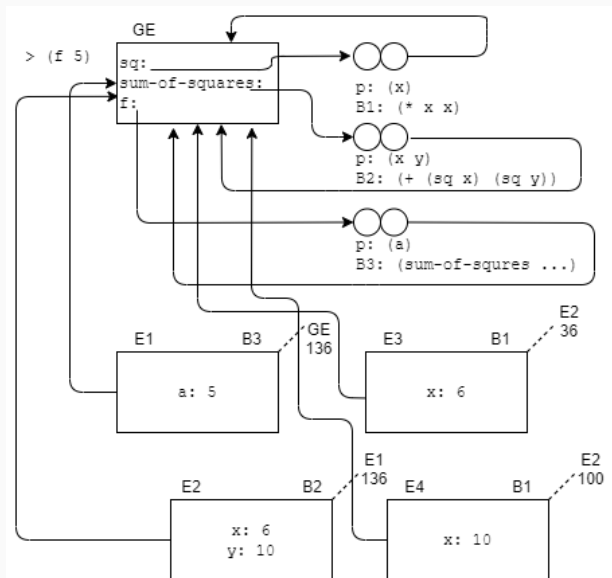 GE
> (f 5)
sq:
sum-of-squares:
f:
p: (x)
B1: (* x x)
p: (x y)
B2: (+ (sq x) (sq y))
p: (a)
B3: (sum-of-squres ...)
E1 B3 GE
136
a: 5
E3 B1 E2
36
x: 6
E2 B2 E1
136
x: 6
y: 10
E4 B1 E2
100
x: 10